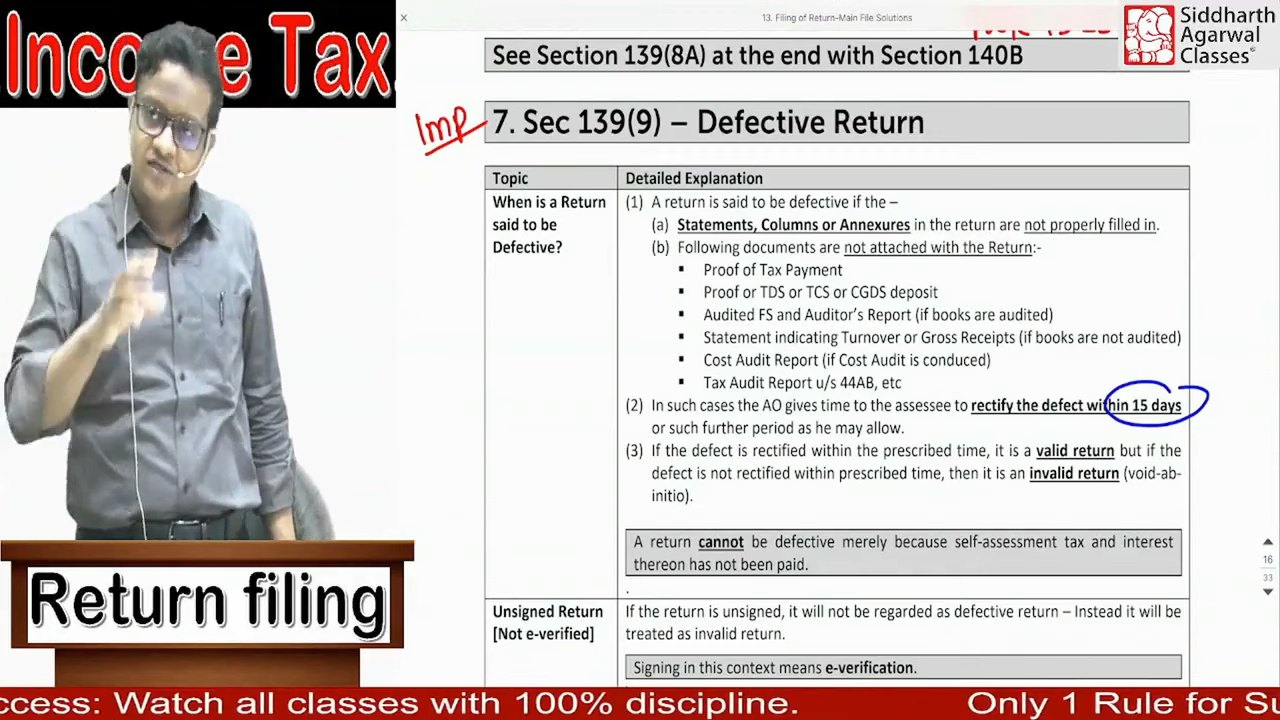 Income Tax.
13. Filing of Return-Main File Solutions
Siddharth
Agarwal
Classes
See Section 139(8A) at the end with Section 140B
Imp
7. Sec 139(9) – Defective Return
Topic
Detailed Explanation
When is a Return
said to be
Defective?
(1) A return is said to be defective if the –
(a) Statements, Columns or Annexures in the return are not properly filled in.
(b) Following documents are not attached with the Return:-
▪ Proof of Tax Payment
▪ Proof or TDS or TCS or CGDS deposit
▪ Audited FS and Auditor's Report (if books are audited)
▪ Statement indicating Turnover or Gross Receipts (if books are not audited)
▪ Cost Audit Report (if Cost Audit is conduced)
▪ Tax Audit Report u/s 44AB, etc
(2) In such cases the AO gives time to the assessee to rectify the defect within 15 days
or such further period as he may allow.
(3) If the defect is rectified within the prescribed time, it is a valid return but if the
defect is not rectified within prescribed time, then it is an invalid return (void-ab-
initio).
A return cannot be defective merely because self-assessment tax and interest
thereon has not been paid.
.
16
33
Unsigned Return
[Not e-verified]
If the return is unsigned, it will not be regarded as defective return – Instead it will be
treated as invalid return.
Signing in this context means e-verification.
Return filing
ccess: Watch all classes with 100% discipline.
Only 1 Rule for Su